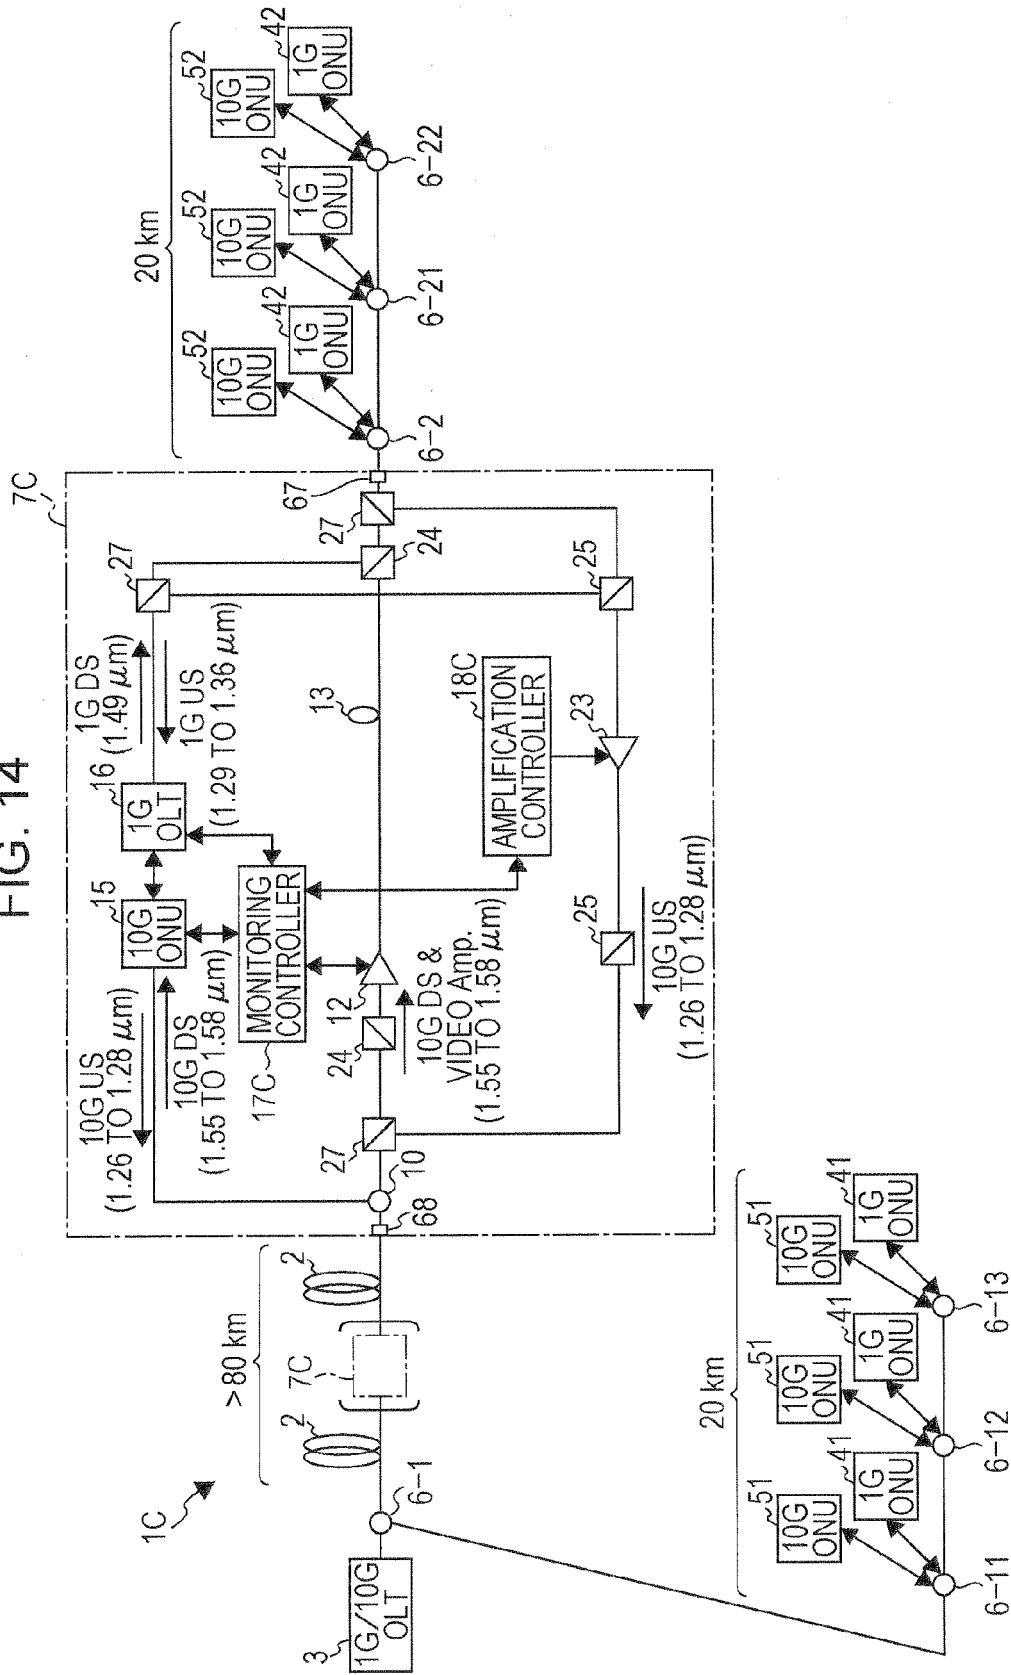 FIG. 14
1C
3
1G/10G
OLT
6-1
2
7C
2
> 80 km
7C
68
10
27
10G US
(1.26 TO 1.28 μm)
10G DS
(1.55 TO 1.58 μm)
15
10G
ONU
16
1G
OLT
1G DS
(1.49 μm)
1G US
(1.29 TO 1.36 μm)
27
17C
MONITORING
CONTROLLER
24
12
10G DS &
VIDEO Amp.
(1.55 TO 1.58 μm)
13
24
27
67
18C
AMPLIFICATION
CONTROLLER
23
25
25
10G US
(1.26 TO 1.28 μm)
20 km
52
10G
ONU
42
1G
ONU
6-2
52
10G
ONU
42
1G
ONU
6-21
52
10G
ONU
42
1G
ONU
6-22
20 km
51
10G
ONU
41
1G
ONU
6-11
51
10G
ONU
41
1G
ONU
6-12
51
10G
ONU
41
1G
ONU
6-13